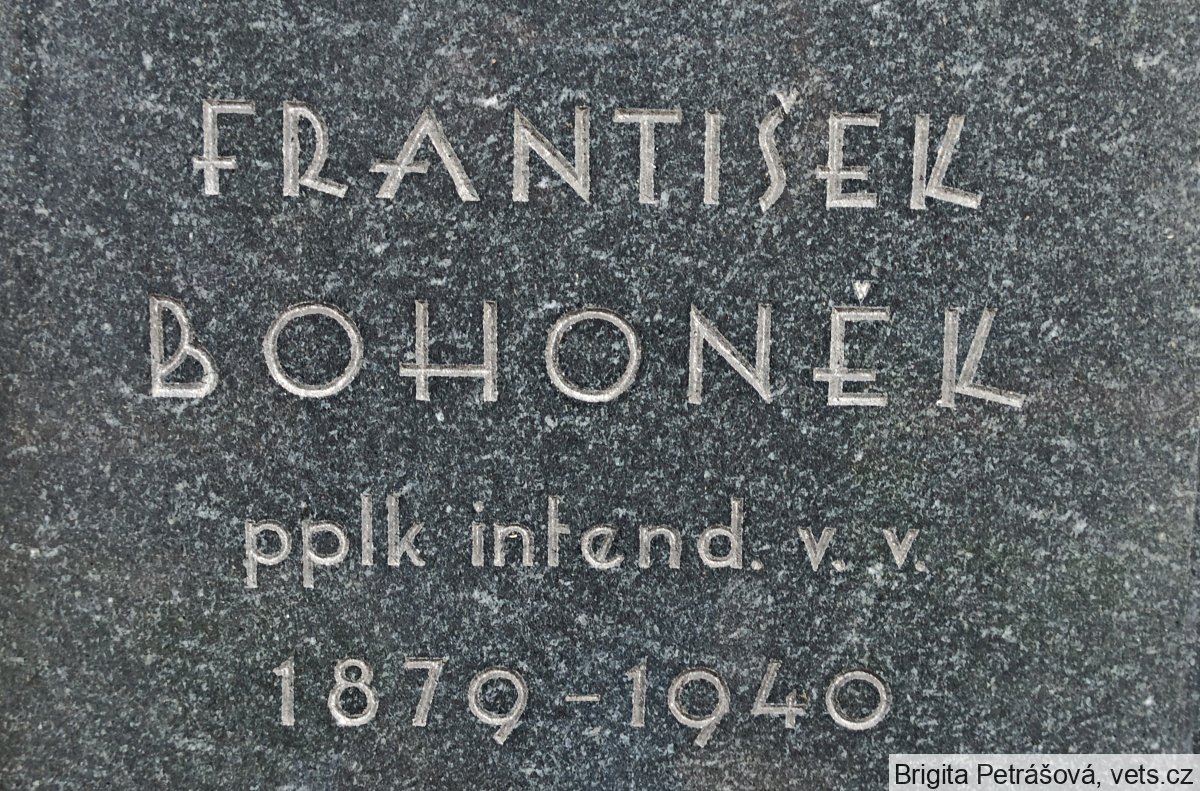 FRANTIŠEK
BOHONĚK
pplk intend. v. v.
1879-1940
Brigita Petrášová, vets.cz